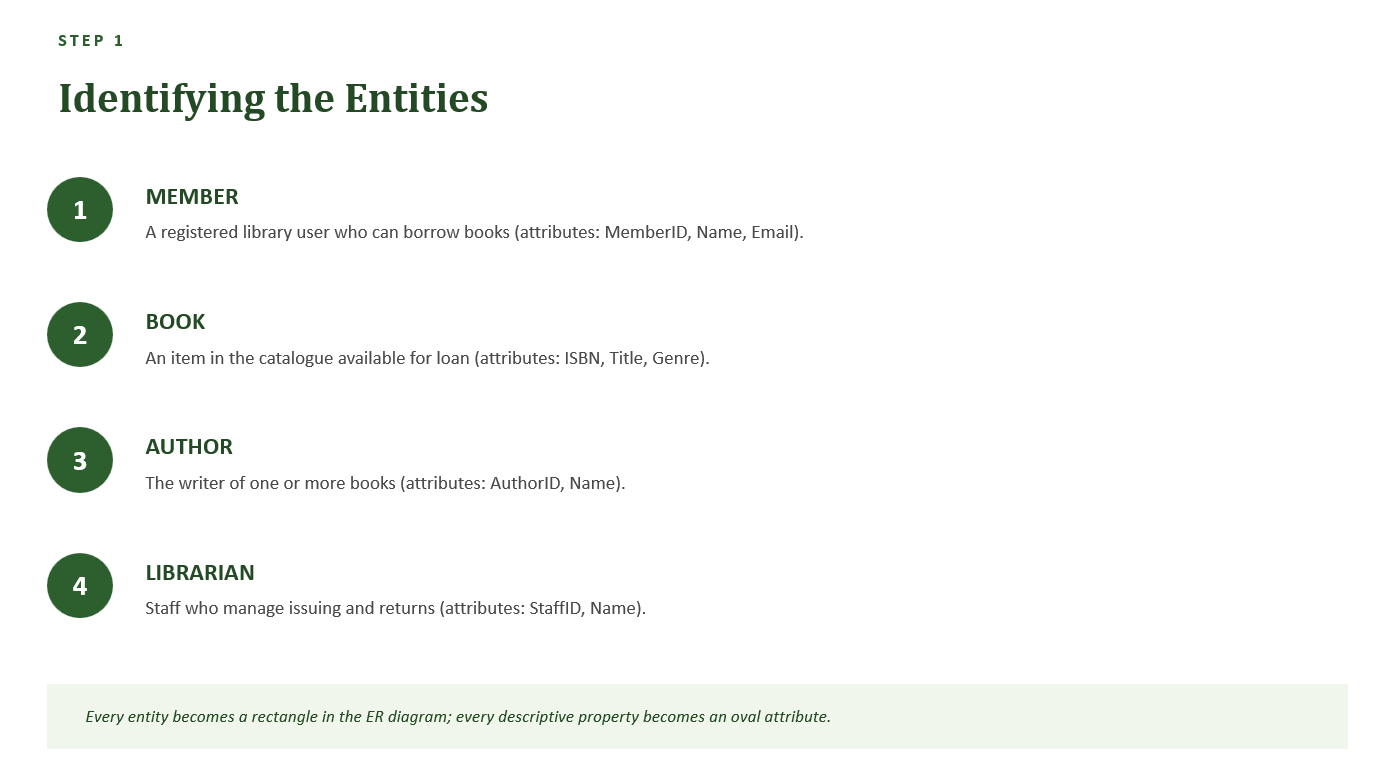 STEP 1
Identifying the Entities
1
MEMBER
A registered library user who can borrow books (attributes: MemberID, Name, Email).
2
BOOK
An item in the catalogue available for loan (attributes: ISBN, Title, Genre).
3
AUTHOR
The writer of one or more books (attributes: AuthorID, Name).
4
LIBRARIAN
Staff who manage issuing and returns (attributes: StaffID, Name).
Every entity becomes a rectangle in the ER diagram; every descriptive property becomes an oval attribute.